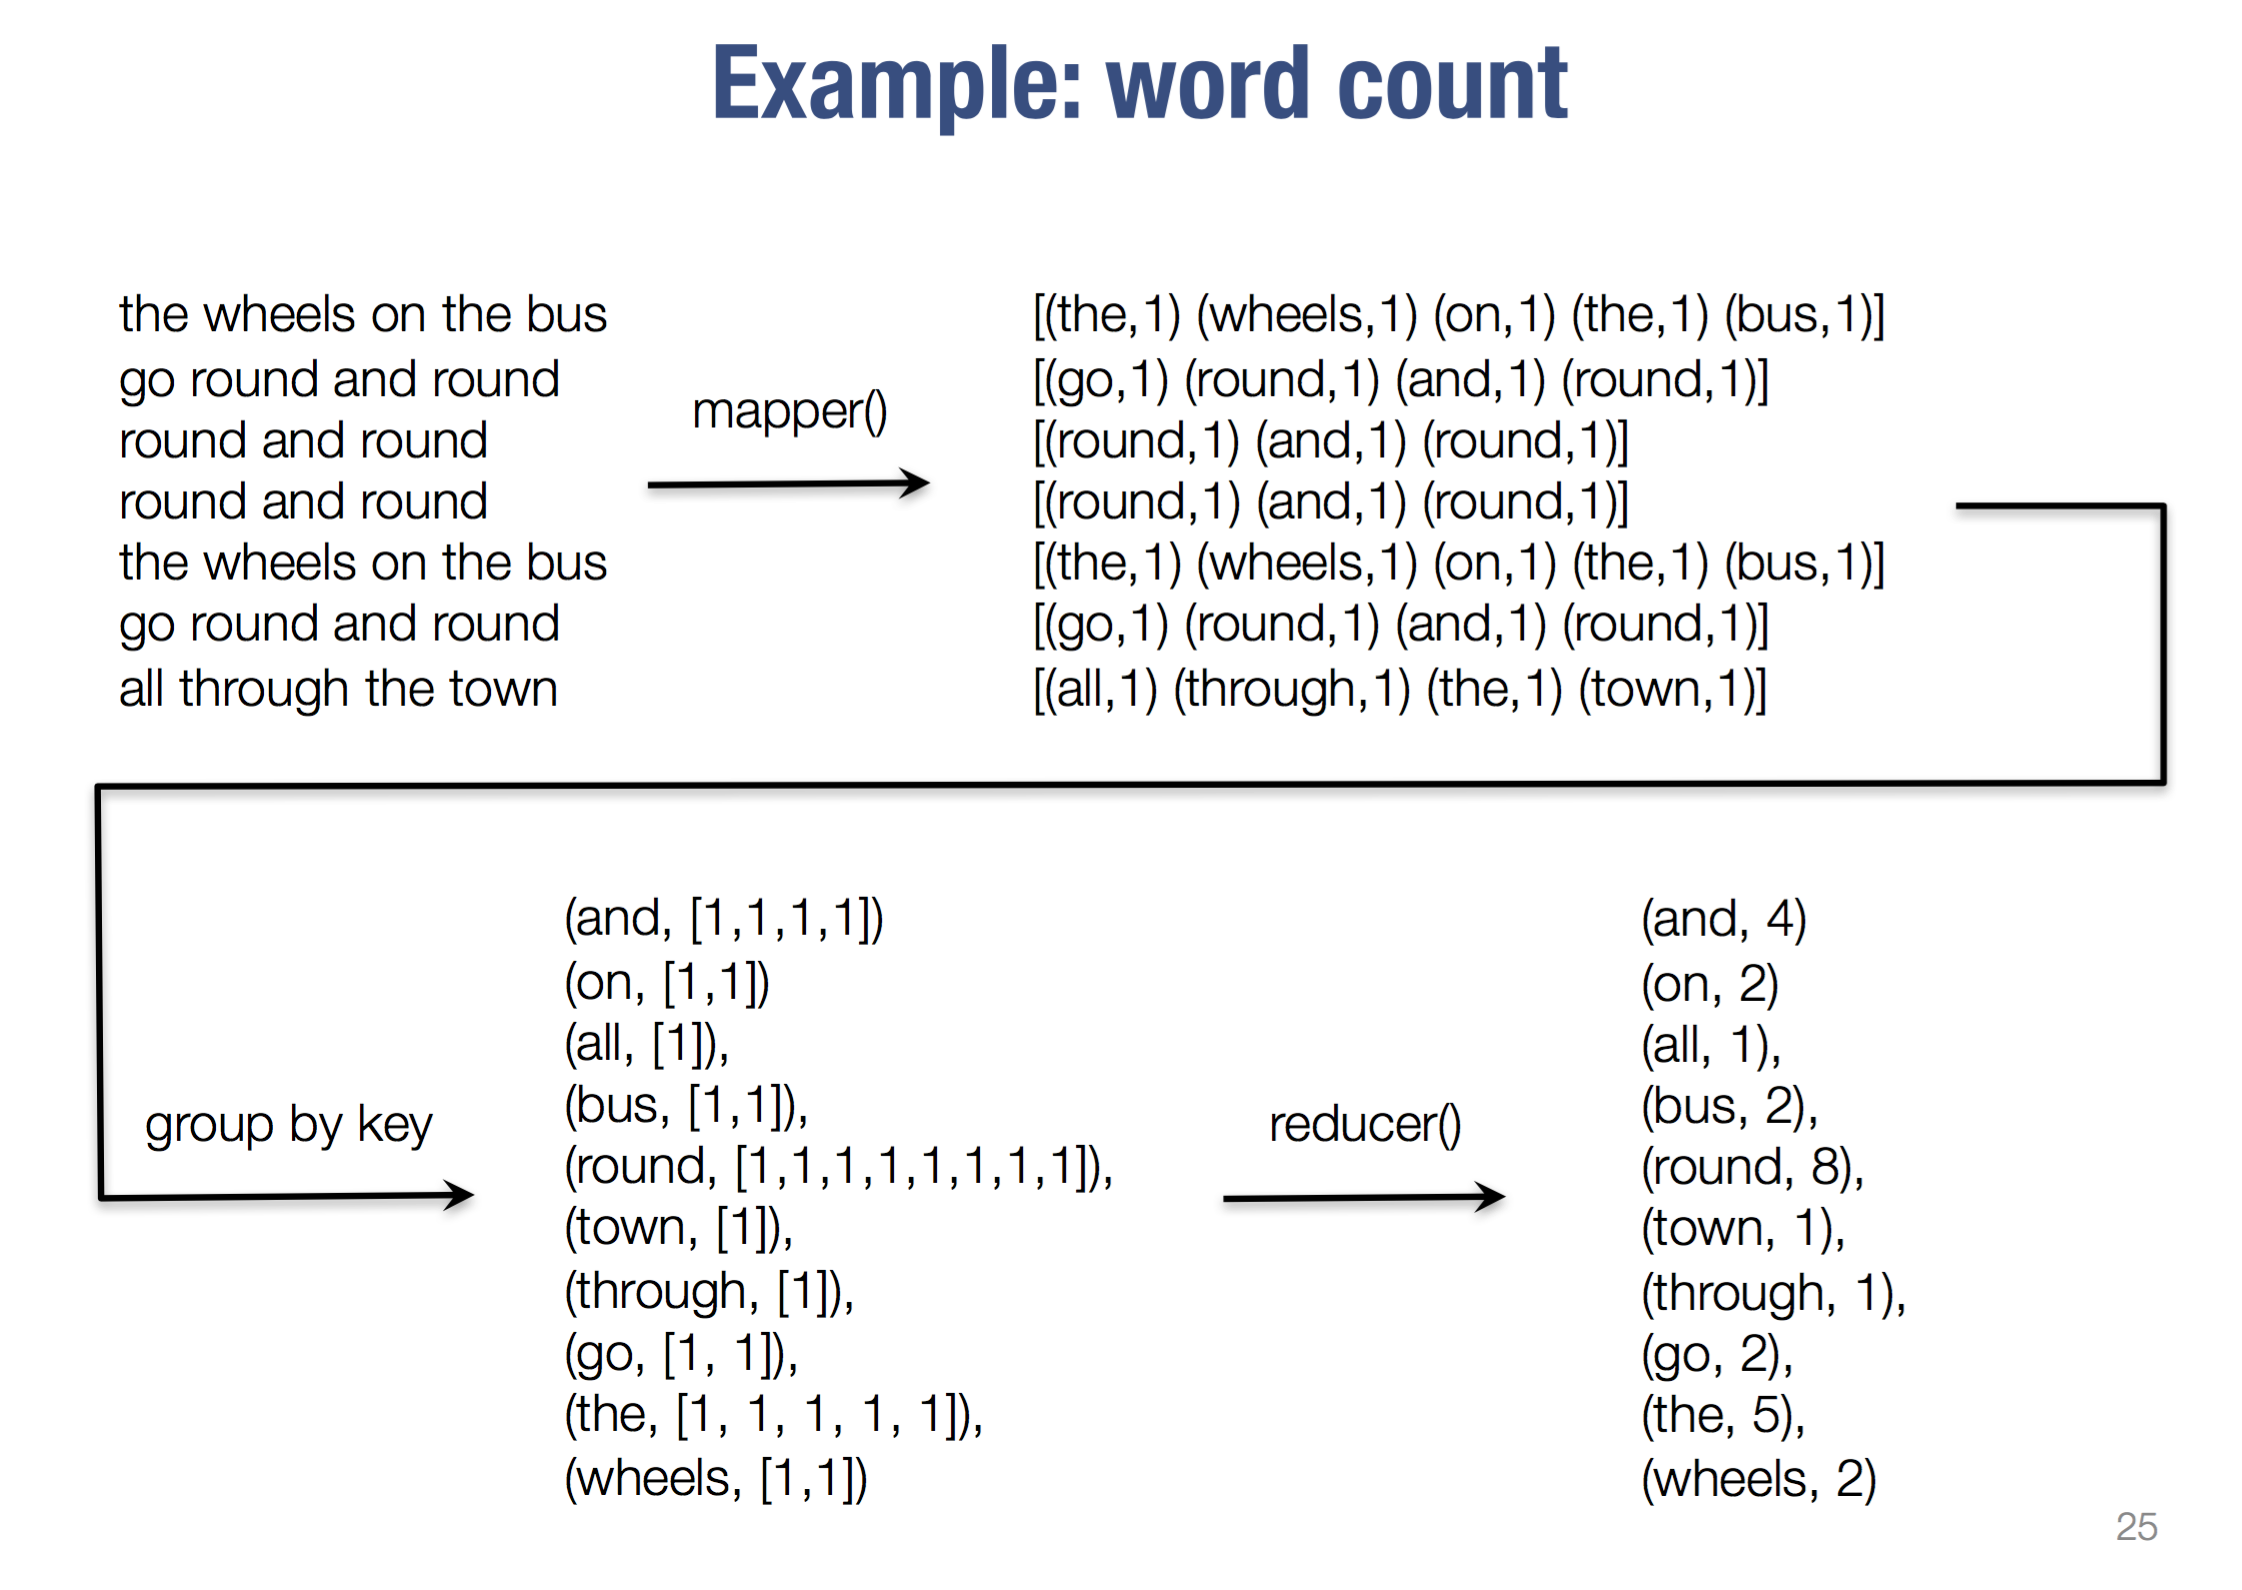 Example: word count
the wheels on the bus
go round and round
round and round
round and round
the wheels on the bus
go round and round
all through the town
mapper()
[(the,1) (wheels,1) (on,1) (the,1) (bus,1)]
[(go,1) (round,1) (and,1) (round,1)]
[(round,1) (and,1) (round,1)]
[(round,1) (and,1) (round,1)]
[(the,1) (wheels,1) (on,1) (the,1) (bus,1)]
[(go,1) (round,1) (and,1) (round,1)]
[(all,1) (through,1) (the,1) (town,1)]
group by key
(and, [1,1,1,1])
(on, [1,1])
(all, [1]),
(bus, [1,1]),
(round, [1,1,1,1,1,1,1,1]),
(town, [1]),
(through, [1]),
(go, [1, 1]),
(the, [1, 1, 1, 1, 1]),
(wheels, [1,1])
reducer()
(and, 4)
(on, 2)
(all, 1),
(bus, 2),
(round, 8),
(town, 1),
(through, 1),
(go, 2),
(the, 5),
(wheels, 2)
25